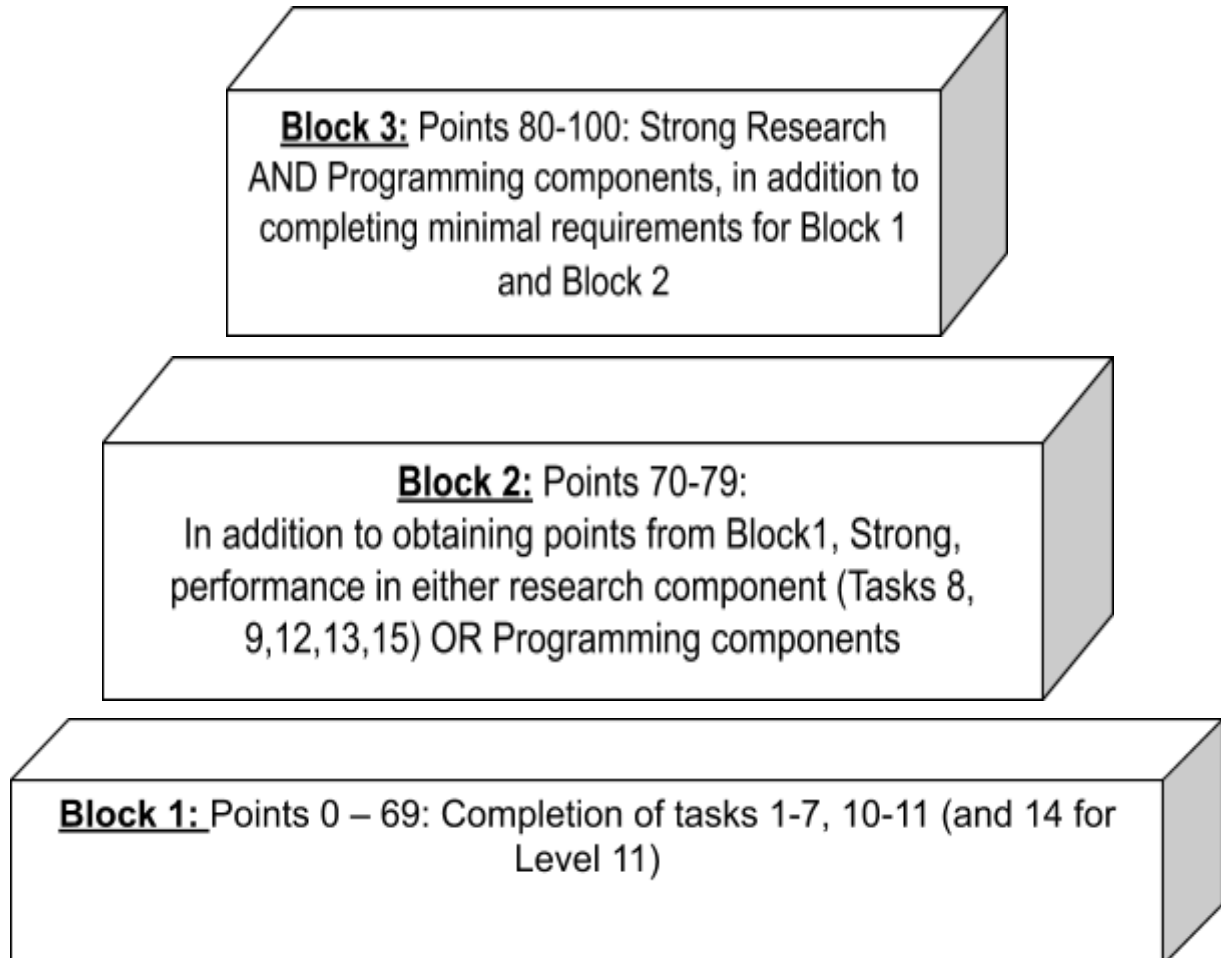 Block 3: Points 80-100: Strong Research
AND Programming components, in addition to
completing minimal requirements for Block 1
and Block 2
Block 2: Points 70-79:
In addition to obtaining points from Block1, Strong,
performance in either research component (Tasks 8,
9,12,13,15) OR Programming components
Block 1: Points 0 – 69: Completion of tasks 1-7, 10-11 (and 14 for
Level 11)